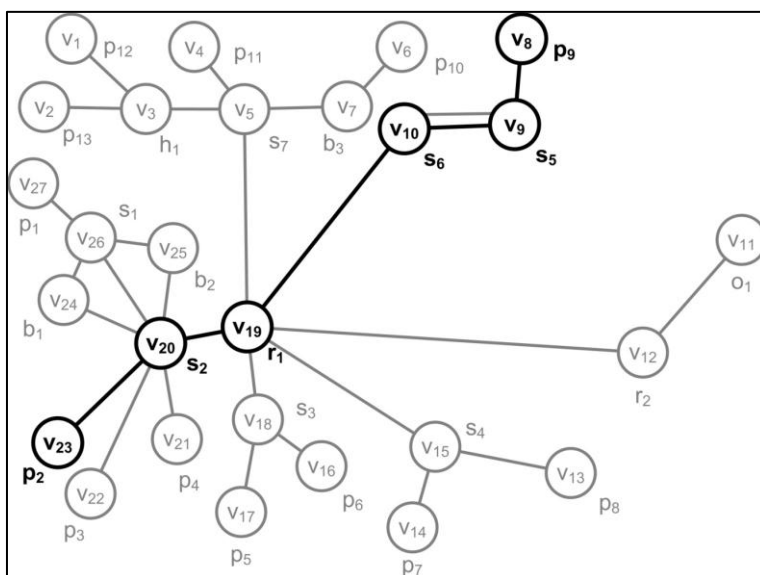 v₁ p₁₂ v₄ p₁₁ v₆ p₁₀ v₈ p₉
v₂ p₁₃ v₃ h₁ v₅ s₇ v₇ b₃ v₁₀ s₆ v₉ s₅
v₂₇ p₁ s₁ v₂₆ v₂₅ b₂ v₁₁ o₁
v₂₄ b₁ v₂₀ s₂ v₁₉ r₁ v₁₂ r₂
v₂₃ p₂ v₂₁ p₄ v₁₈ s₃ v₁₅ s₄
v₂₂ p₃ v₁₆ p₆ v₁₃ p₈
v₁₇ p₅ v₁₄ p₇